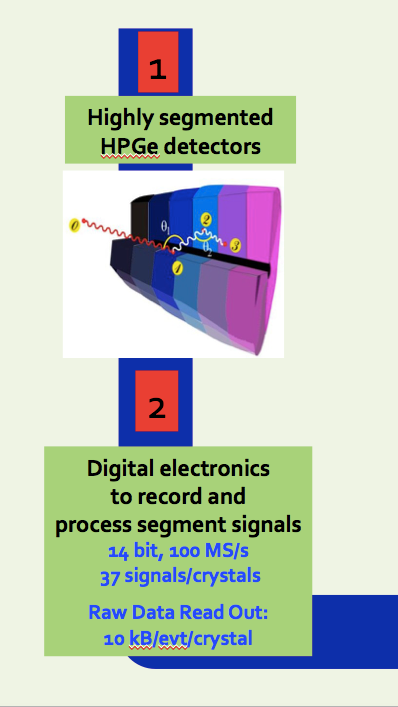 1
Highly segmented
HPGe detectors
0
θ1
2
θ2
3
1
2
Digital electronics
to record and
process segment signals
14 bit, 100 MS/s
37 signals/crystals
Raw Data Read Out:
10 kB/evt/crystal